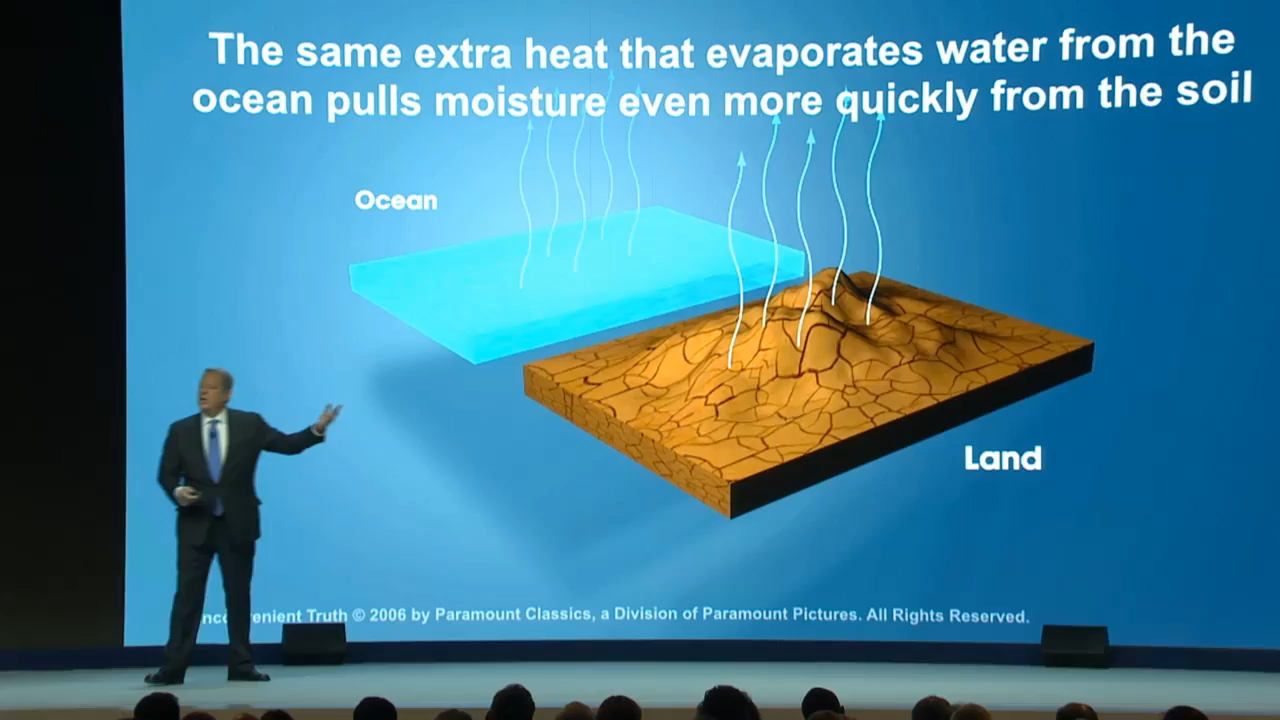 The same extra heat that evaporates water from the
ocean pulls moisture even more quickly from the soil
Ocean
Land
Truth © 2006 by Paramount Classics, a Division of Paramount Pictures. All Rights Reserved.